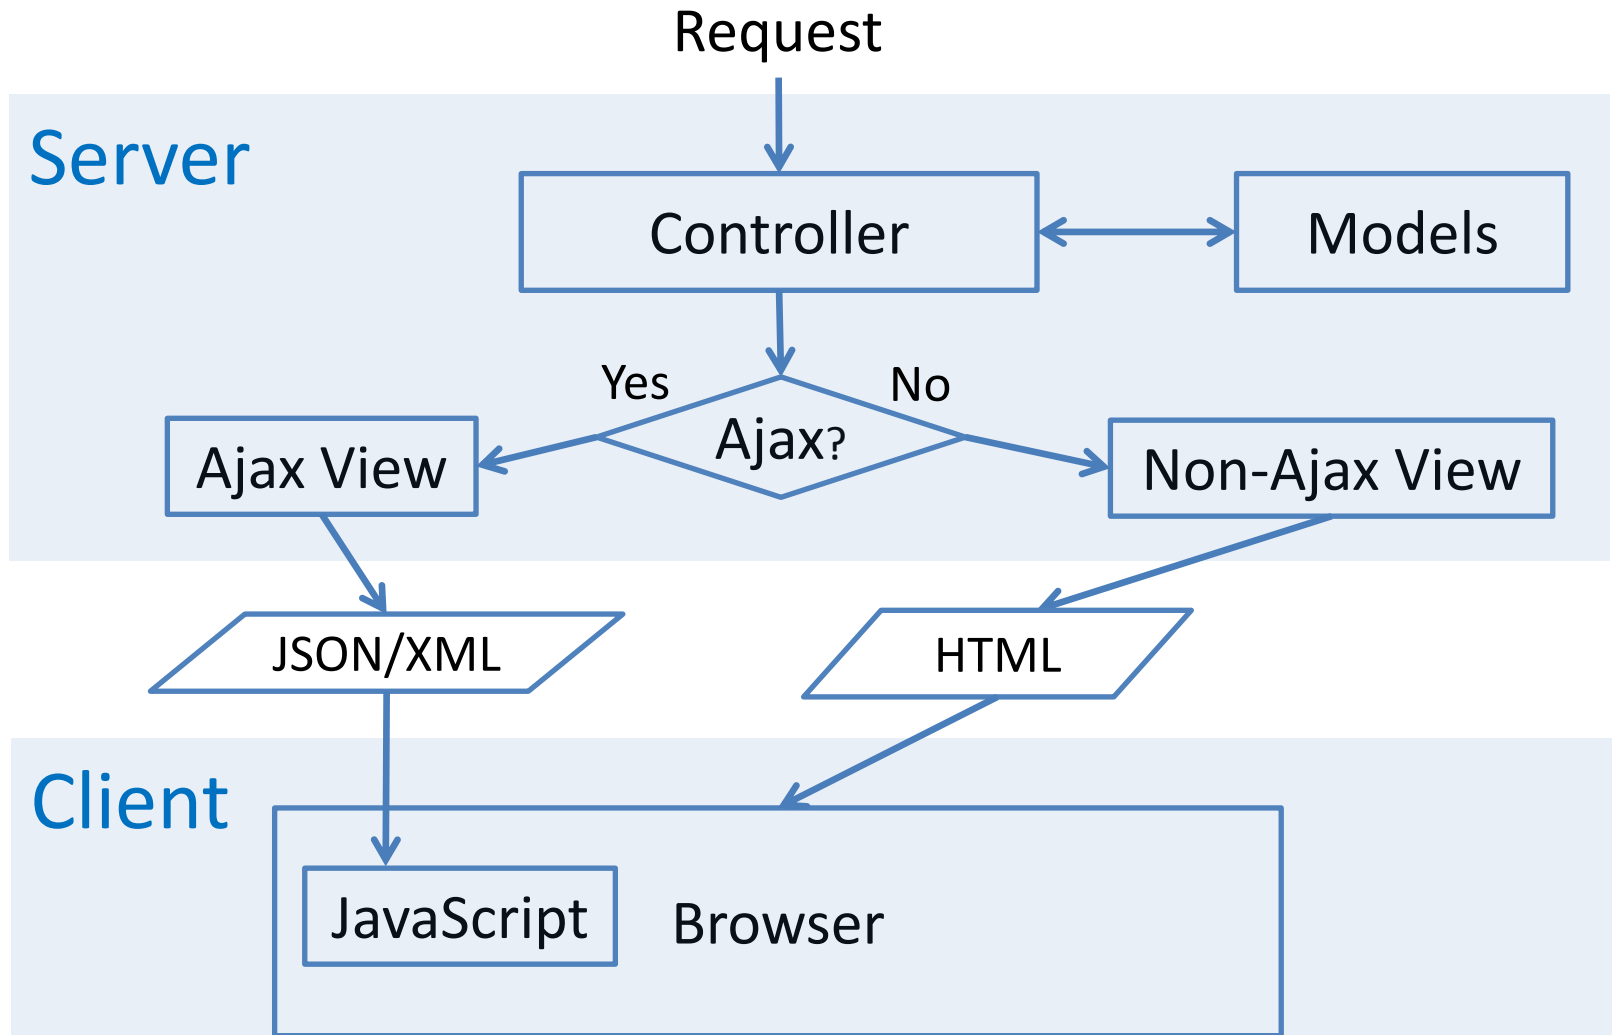 Request
Server
Controller
Models
Yes
No
Ajax?
Ajax View
Non-Ajax View
JSON/XML
HTML
Client
JavaScript
Browser